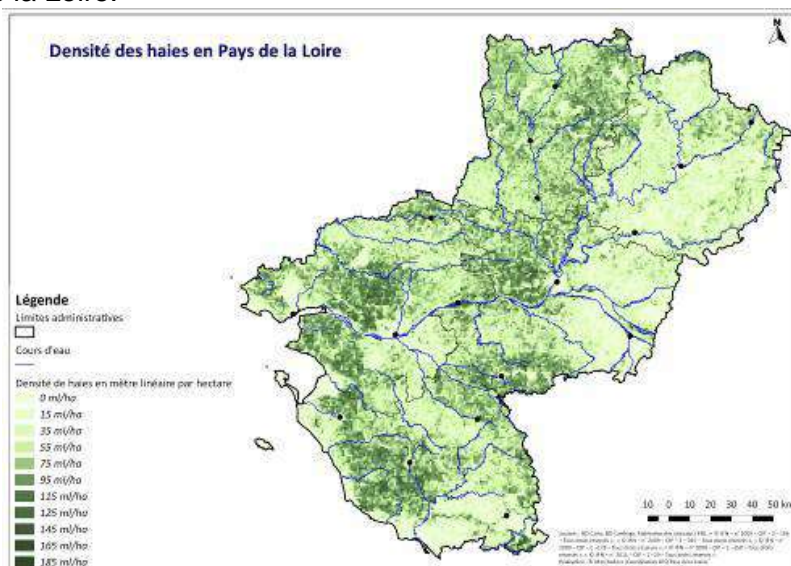 la Loire.
Densité des haies en Pays de la Loire
N
Légende
Limites administratives
Cours d'eau
Densité de haies en mètre linéaire par hectare
0 ml/ha
15 ml/ha
35 ml/ha
55 ml/ha
75 ml/ha
95 ml/ha
115 ml/ha
125 ml/ha
145 ml/ha
165 ml/ha
185 ml/ha
10 0 10 20 30 40 50 km